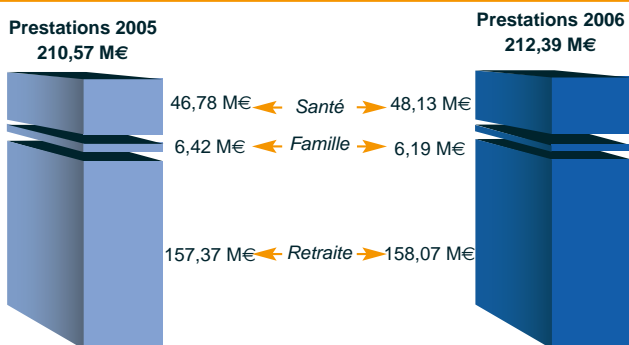 Prestations 2005
210,57 M€
Prestations 2006
212,39 M€
46,78 M€ Santé 48,13 M€
6,42 M€ Famille 6,19 M€
157,37 M€ Retraite 158,07 M€